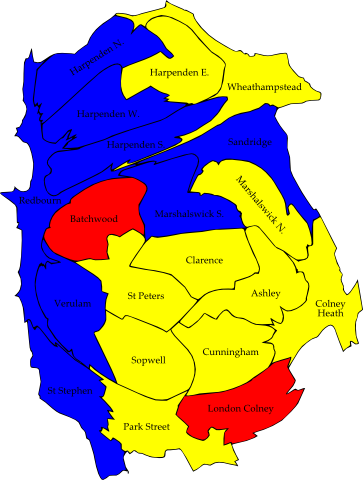 Harpenden N.
Harpenden E.
Wheathampstead
Harpenden W.
Harpenden S.
Sandridge
Redbourn
Marshalswick N.
Batchwood
Marshalswick S.
Clarence
St Peters
Ashley
Verulam
Colney
Heath
Sopwell
Cunningham
St Stephen
London Colney
Park Street